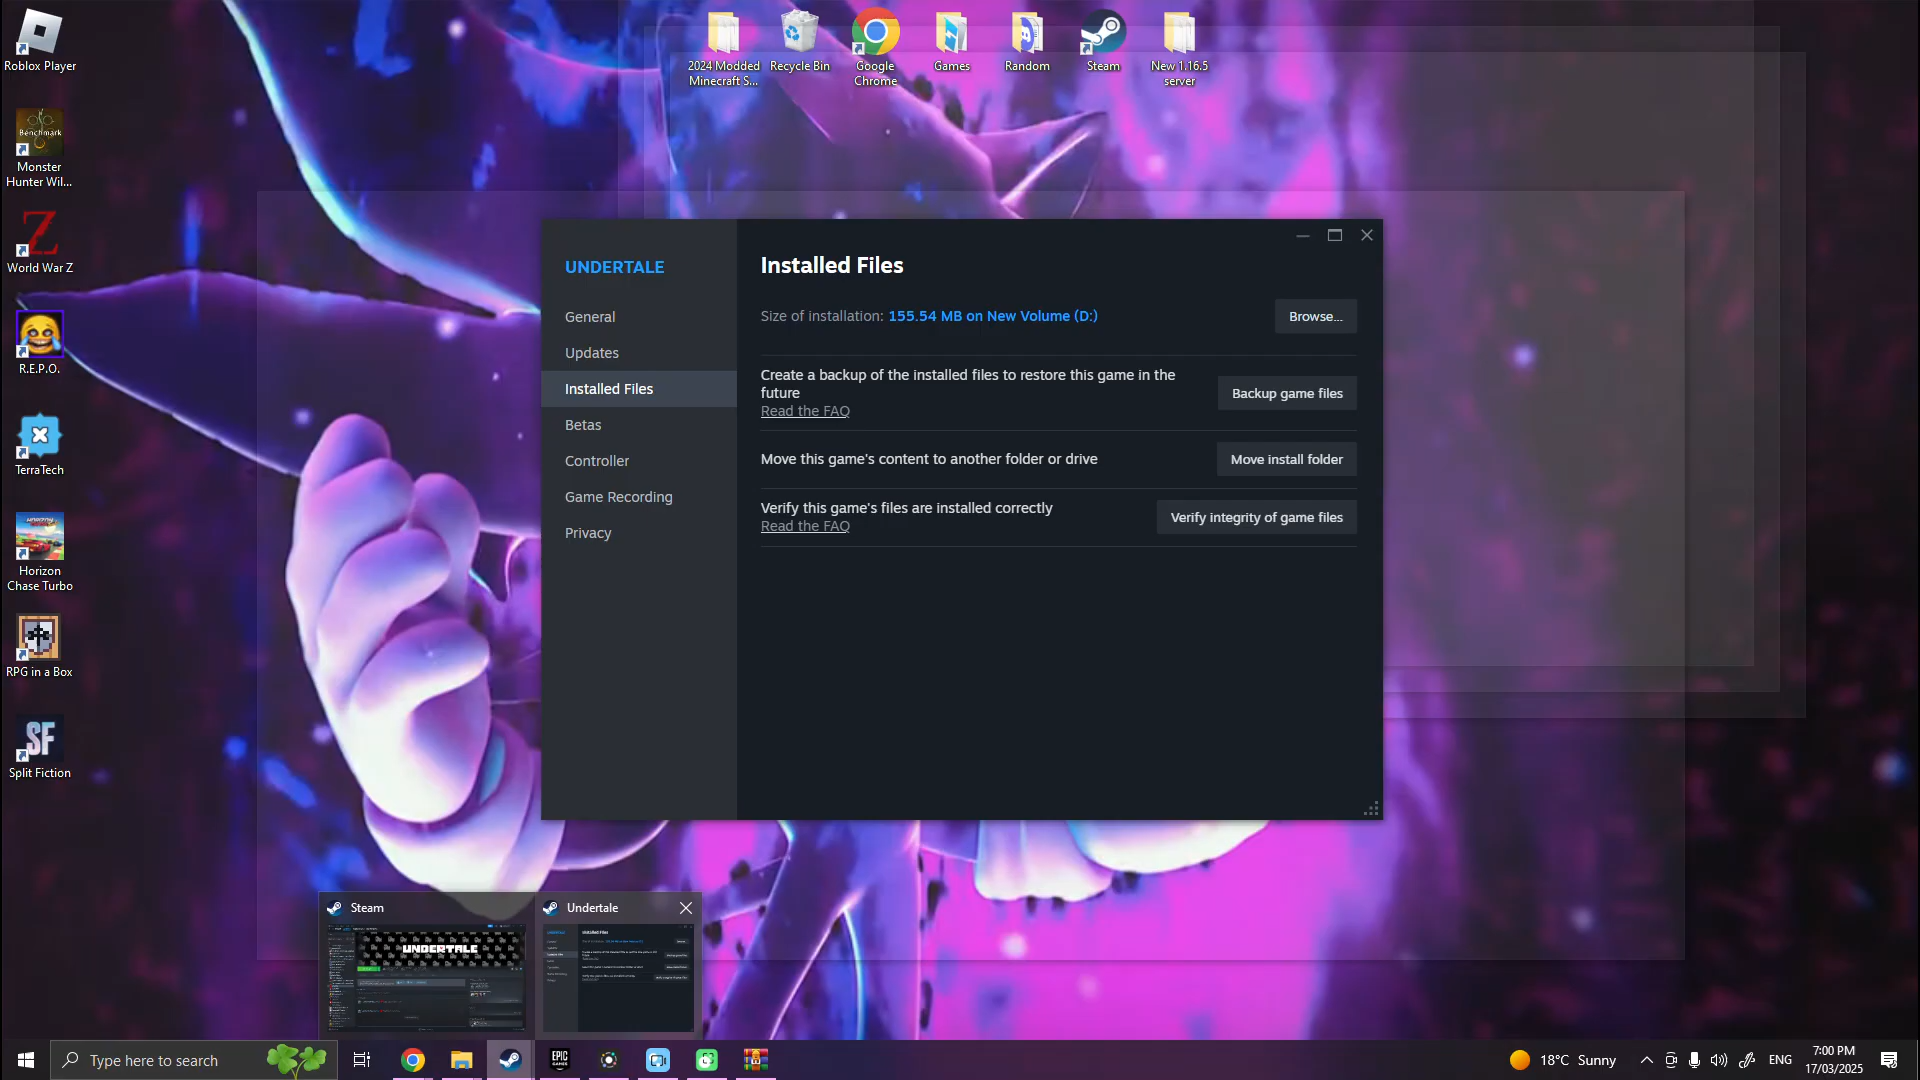 Roblox Player
Benchmark
Monster
Hunter Wil...
World War Z
R.E.P.O.
TerraTech
Horizon
Chase Turbo
RPG in a Box
SF
Split Fiction
2024 Modded
Minecraft S...
Recycle Bin
Google
Chrome
Games
Random
Steam
New 1.16.5
server
UNDERTALE
General
Updates
Installed Files
Betas
Controller
Game Recording
Privacy
Installed Files
Size of installation: 155.54 MB on New Volume (D:)
Browse...
Create a backup of the installed files to restore this game in the
future
Read the FAQ
Backup game files
Move this game's content to another folder or drive
Move install folder
Verify this game's files are installed correctly
Read the FAQ
Verify integrity of game files
Steam
UNDERTALE
Undertale
Type here to search
EPIC
GAMES
18°C Sunny
ENG
7:00 PM
17/03/2025